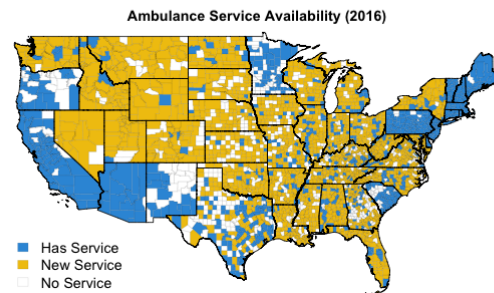 Ambulance Service Availability (2016)
Has Service
New Service
No Service